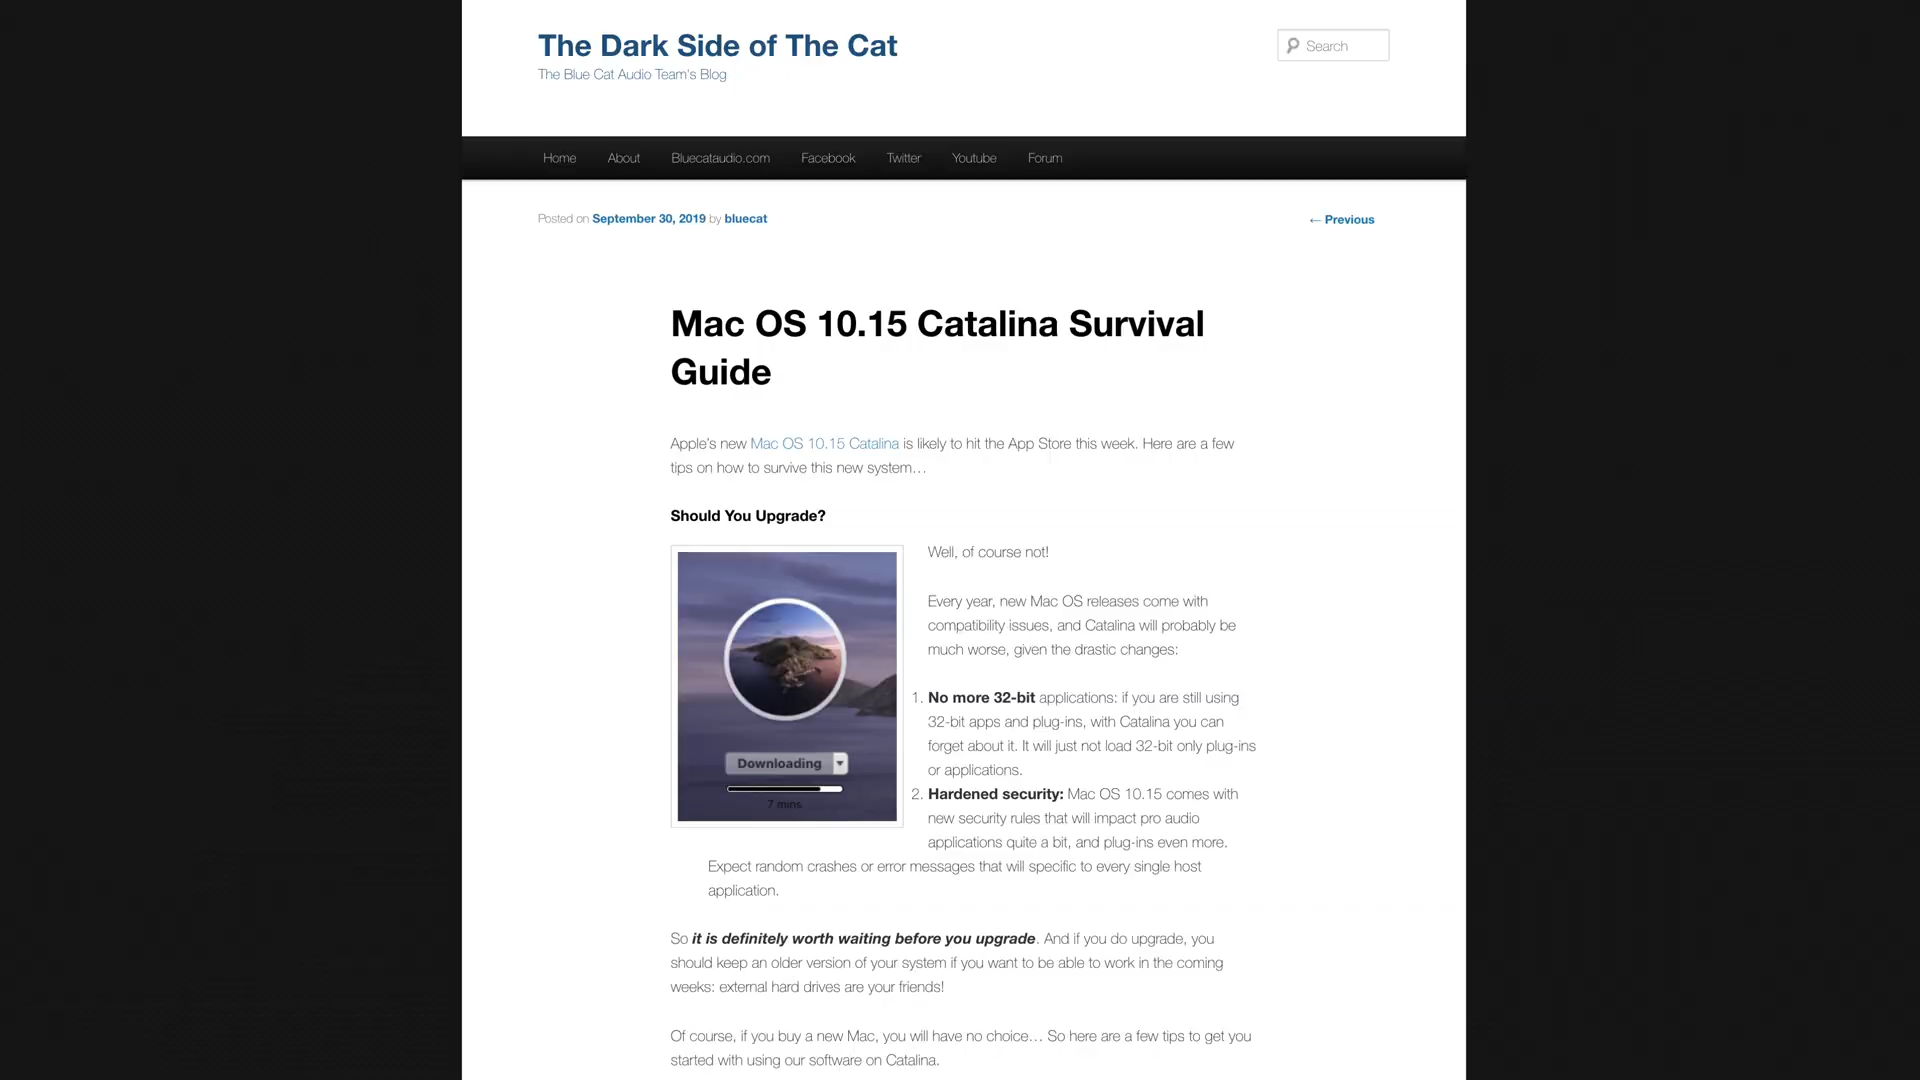 The Dark Side of The Cat
The Blue Cat Audio Team's Blog
Search
Home About Bluecataudio.com Facebook Twitter Youtube Forum
Posted on September 30, 2019 by bluecat
← Previous
Mac OS 10.15 Catalina Survival
Guide
Apple's new Mac OS 10.15 Catalina is likely to hit the App Store this week. Here are a few
tips on how to survive this new system…
Should You Upgrade?
Downloading
7 mins
Well, of course not!
Every year, new Mac OS releases come with
compatibility issues, and Catalina will probably be
much worse, given the drastic changes:
1. No more 32-bit applications: if you are still using
32-bit apps and plug-ins, with Catalina you can
forget about it. It will just not load 32-bit only plug-ins
or applications.
2. Hardened security: Mac OS 10.15 comes with
new security rules that will impact pro audio
applications quite a bit, and plug-ins even more.
Expect random crashes or error messages that will specific to every single host
application.
So it is definitely worth waiting before you upgrade. And if you do upgrade, you
should keep an older version of your system if you want to be able to work in the coming
weeks: external hard drives are your friends!
Of course, if you buy a new Mac, you will have no choice… So here are a few tips to get you
started with using our software on Catalina.